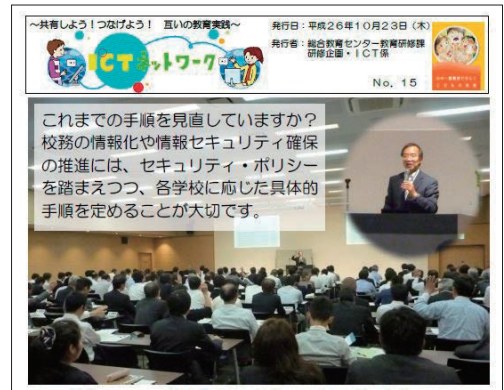 ～共有しよう！つなげよう！ 互いの教育実践～
ICTネットワーク
発行日：平成26年10月23日（木）
発行者：総合教育センター教育研修課
研修企画・ICT係
No. 15
これまでの手順を見直していますか？
校務の情報化や情報セキュリティ確保
の推進には、セキュリティ・ポリシー
を踏まえつつ、各学校に応じた具体的
手順を定めることが大切です。